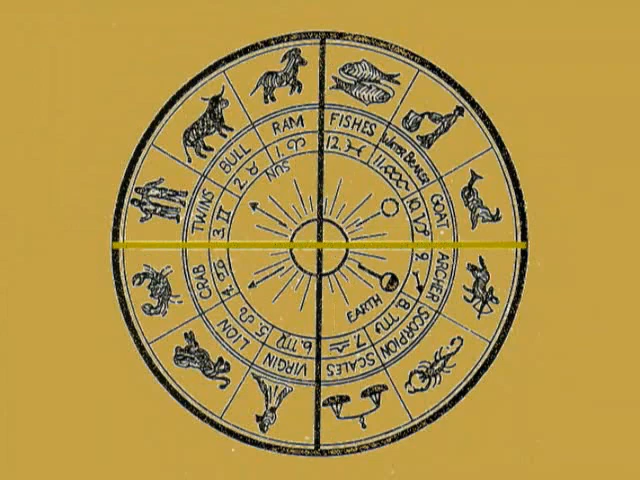 RAM
1. ♈
BULL
2. ♉
TWINS
3. ♊
CRAB
4. ♋
LION
5. ♌
VIRGIN
6. ♍
SCALES
7. ♎
SCORPION
8. ♏
ARCHER
9. ♐
GOAT
10 ♑
WATER BEARER
11. ♒
FISHES
12. ♓
SUN
EARTH